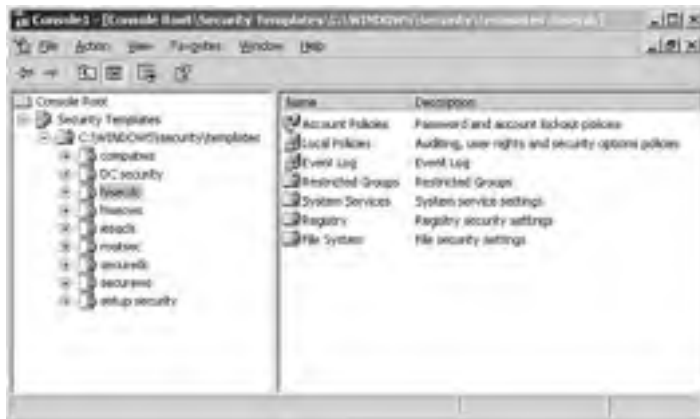 Console1 - [Console Root\Security Templates\C:\WINDOWS\security\templates\hisecdc]
File Action View Favorites Window Help
Console Root
Security Templates
C:\WINDOWS\security\templates
compatws
DC security
hisecdc
hisecws
iesacls
rootsec
securedc
securews
setup security
Name Description
Account Policies Password and account lockout policies
Local Policies Auditing, user rights and security options policies
Event Log Event Log
Restricted Groups Restricted Groups
System Services System service settings
Registry Registry security settings
File System File security settings